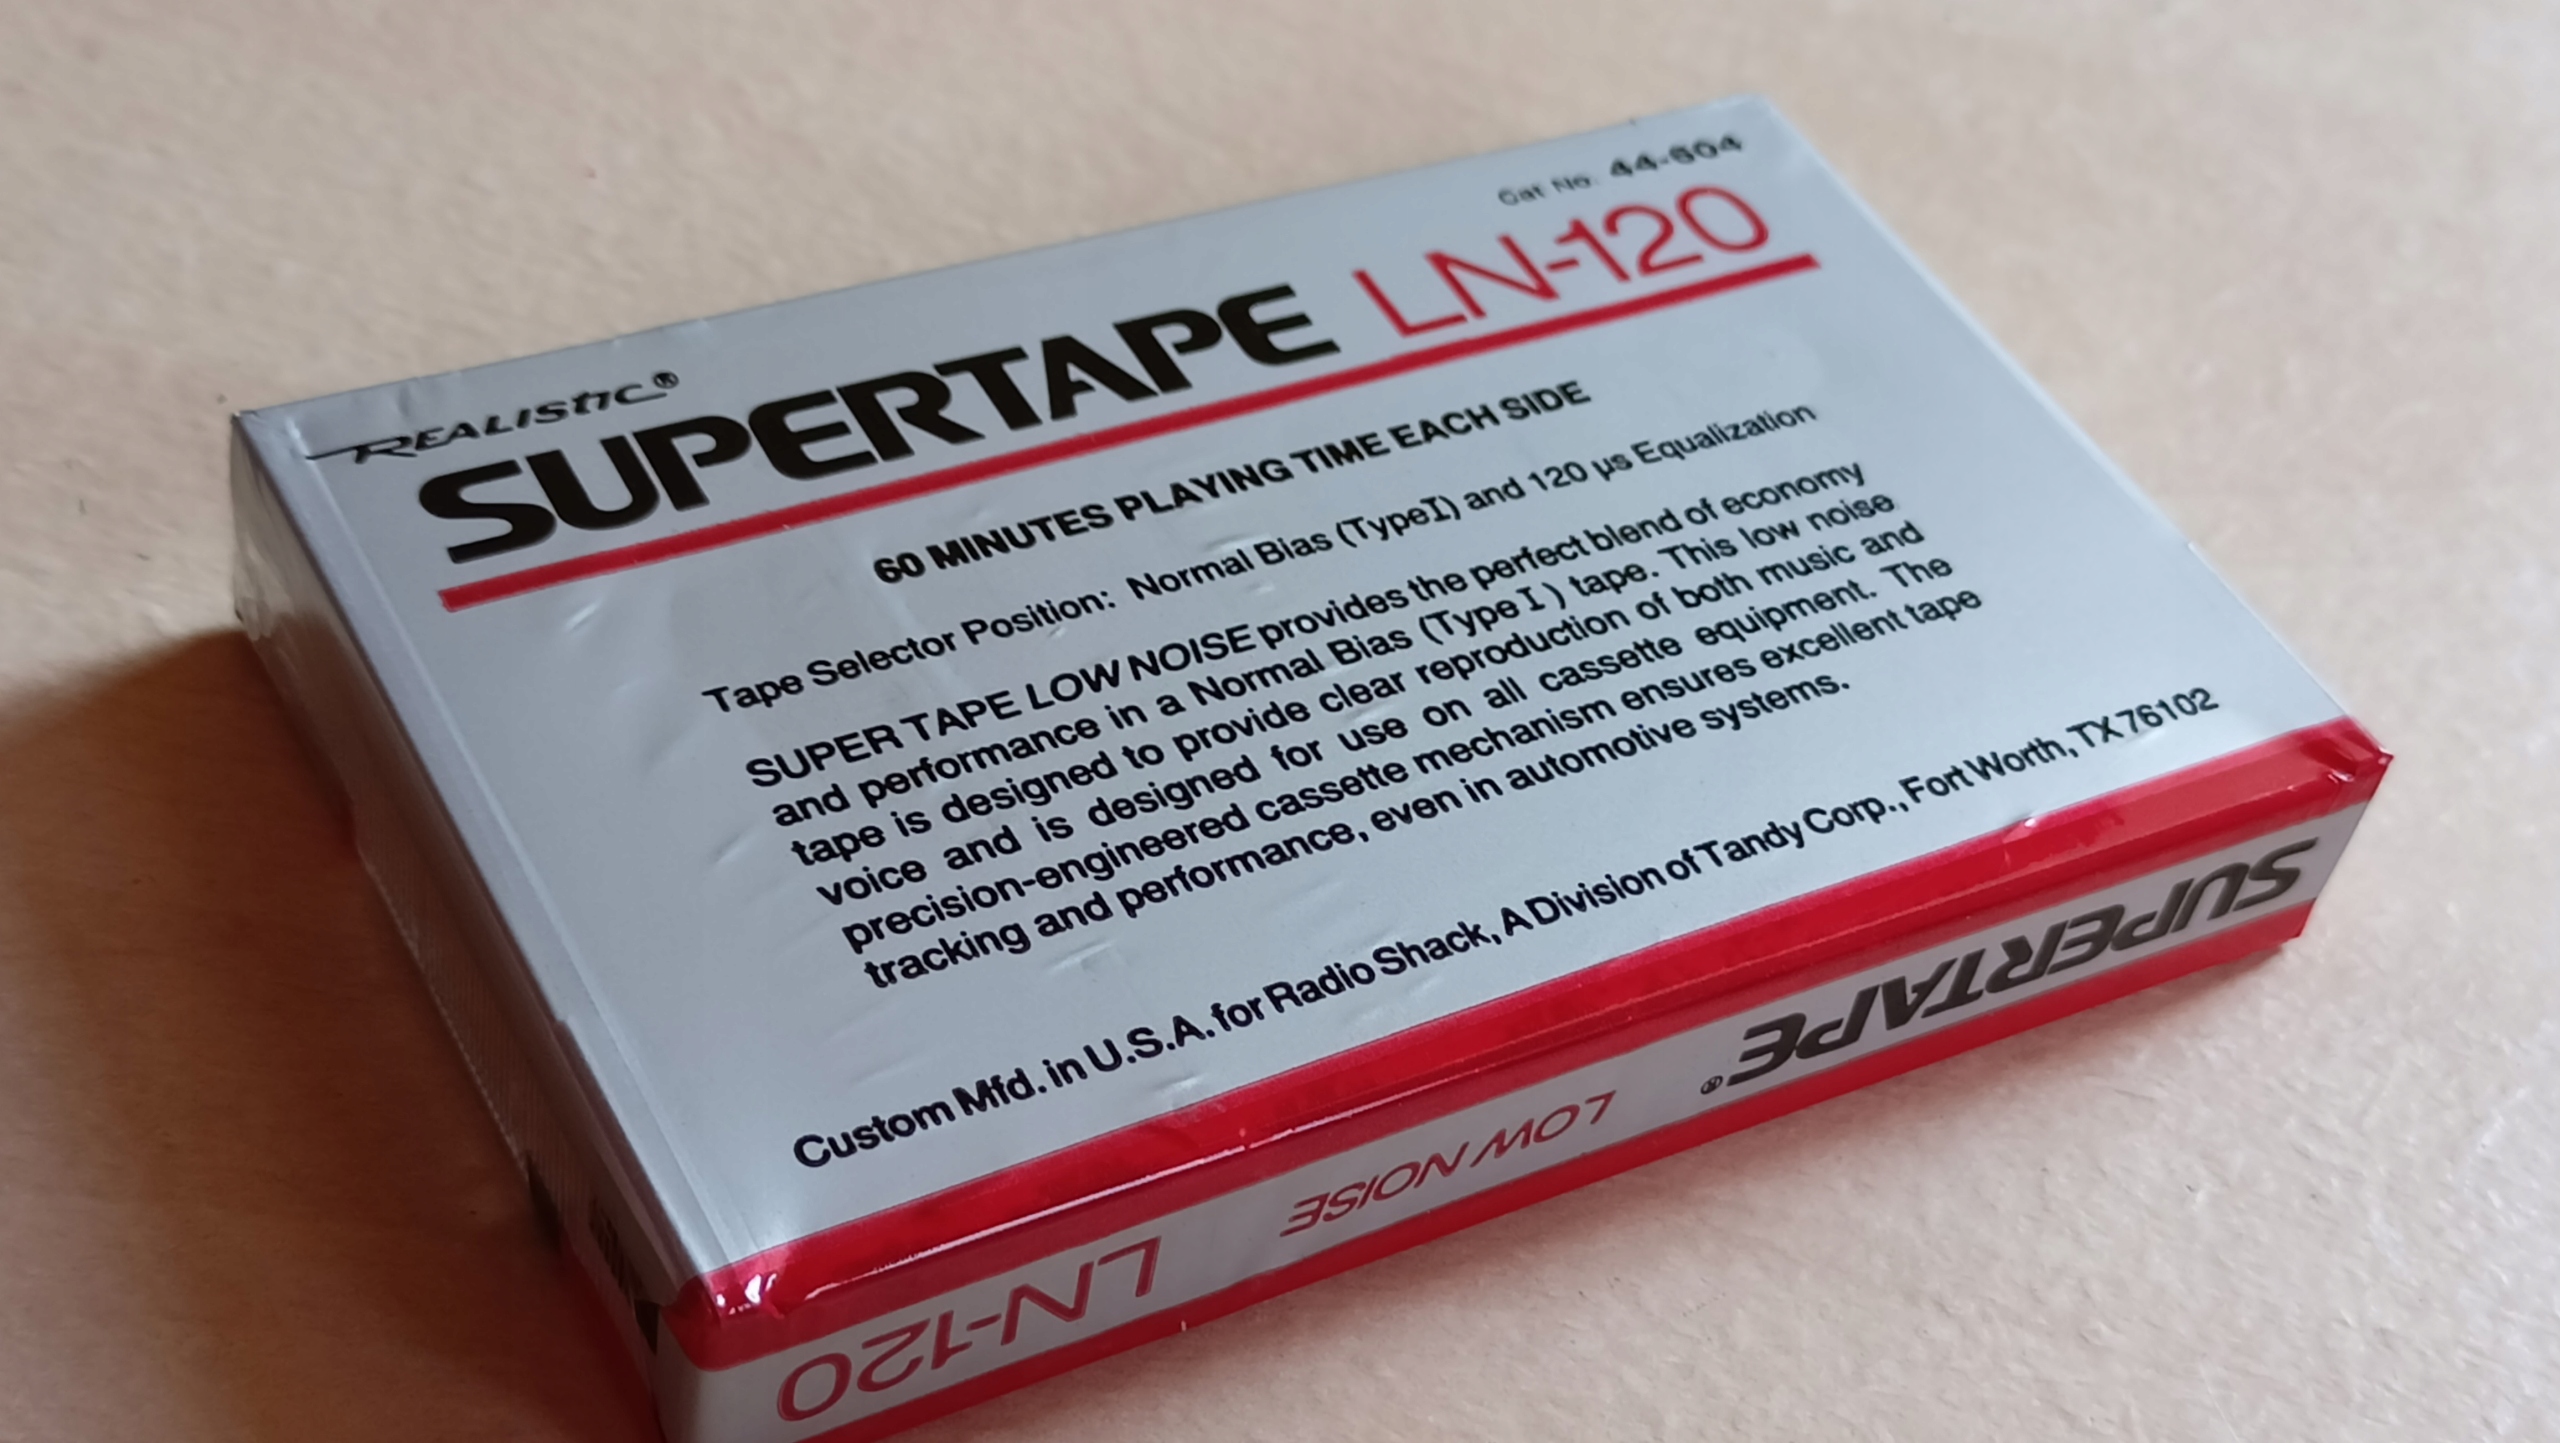 Cat. No. 44-604
REALISTIC®
SUPERTAPE LN-120
60 MINUTES PLAYING TIME EACH SIDE
Tape Selector Position: Normal Bias (Type I) and 120 µs Equalization
SUPER TAPE LOW NOISE provides the perfect blend of economy
and performance in a Normal Bias (Type I) tape. This low noise
tape is designed to provide clear reproduction of both music and
voice and is designed for use on all cassette equipment. The
precision-engineered cassette mechanism ensures excellent tape
tracking and performance, even in automotive systems.
Custom Mfd. in U.S.A. for Radio Shack, A Division of Tandy Corp., Fort Worth, TX 76102
SUPERTAPE® LOW NOISE LN-120